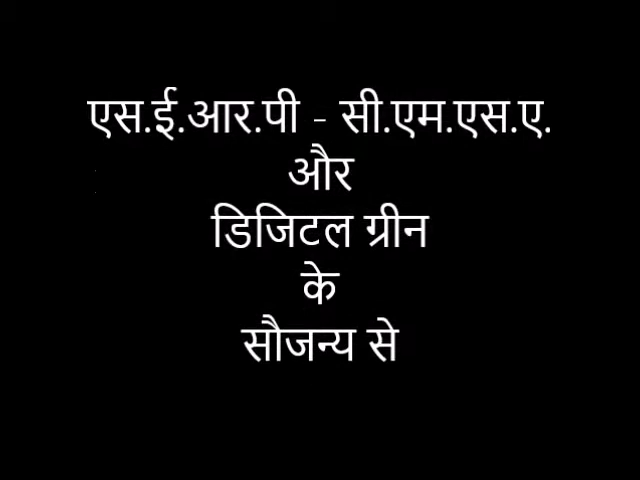 एस.ई.आर.पी - सी.एम.एस.ए.
और
डिजिटल ग्रीन
के
सौजन्य से